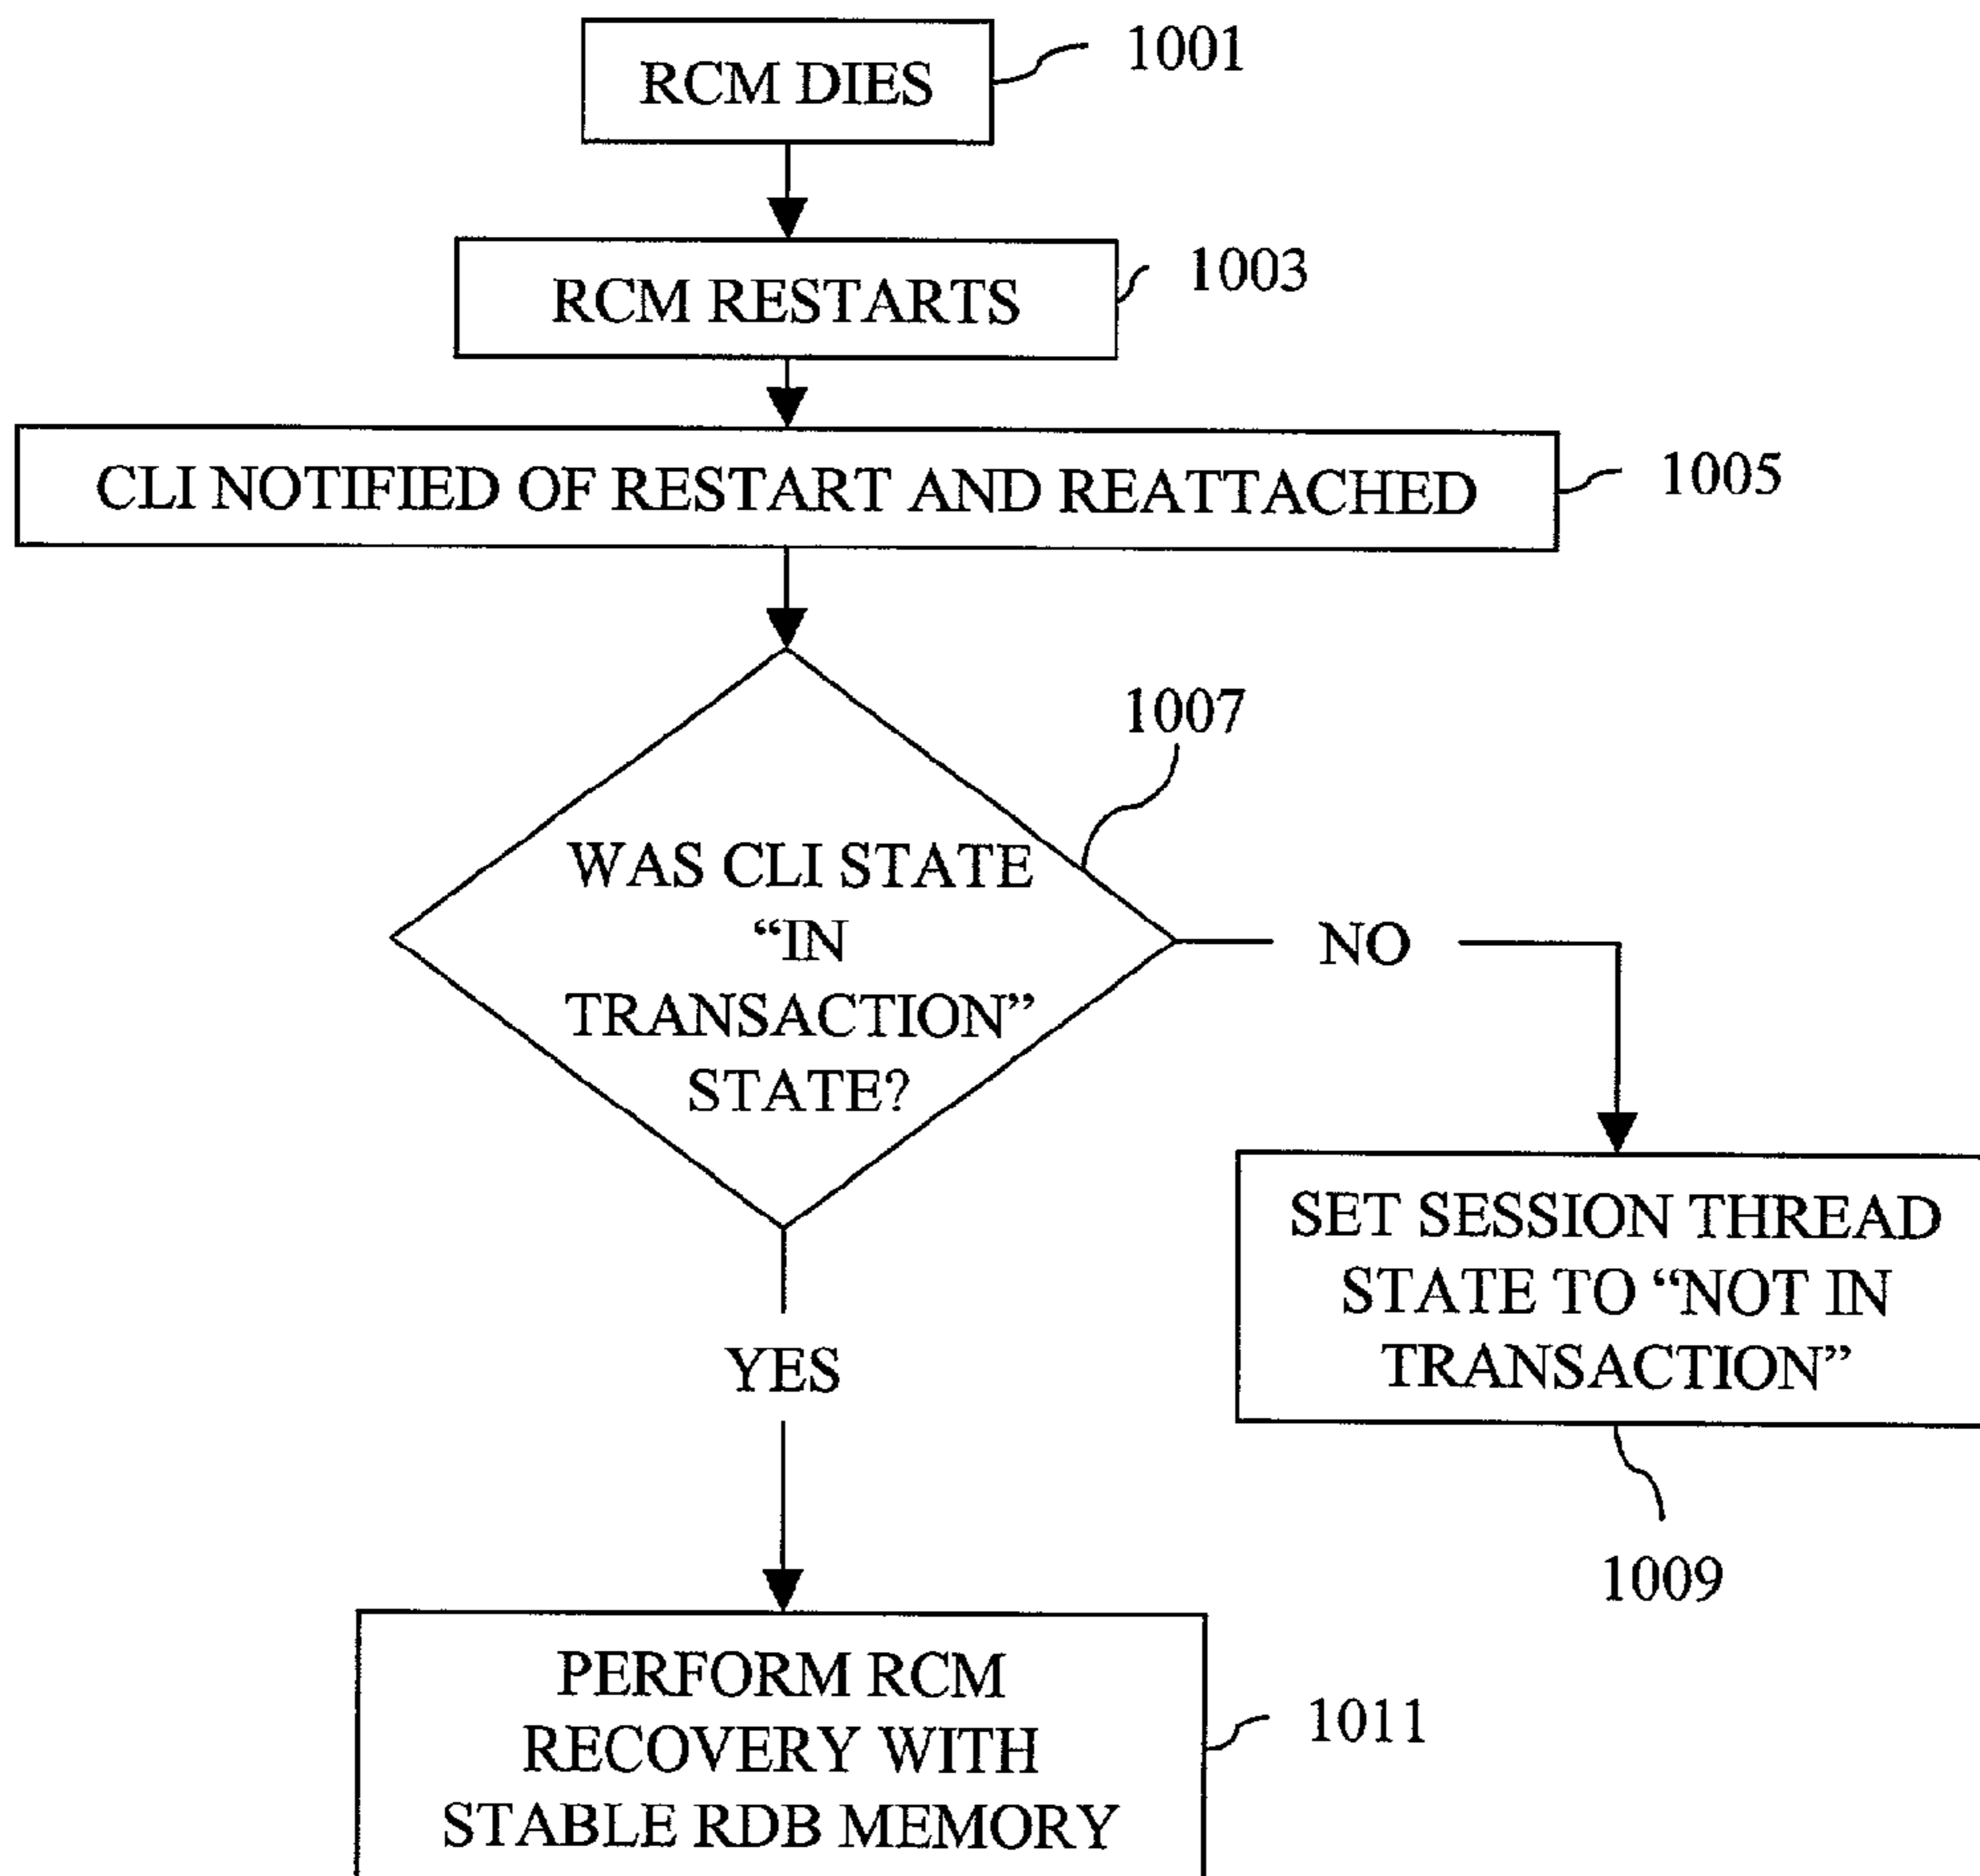 RCM DIES
1001
RCM RESTARTS
1003
CLI NOTIFIED OF RESTART AND REATTACHED
1005
1007
WAS CLI STATE
“IN
TRANSACTION”
STATE?
NO
YES
SET SESSION THREAD
STATE TO “NOT IN
TRANSACTION”
1009
PERFORM RCM
RECOVERY WITH
STABLE RDB MEMORY
1011